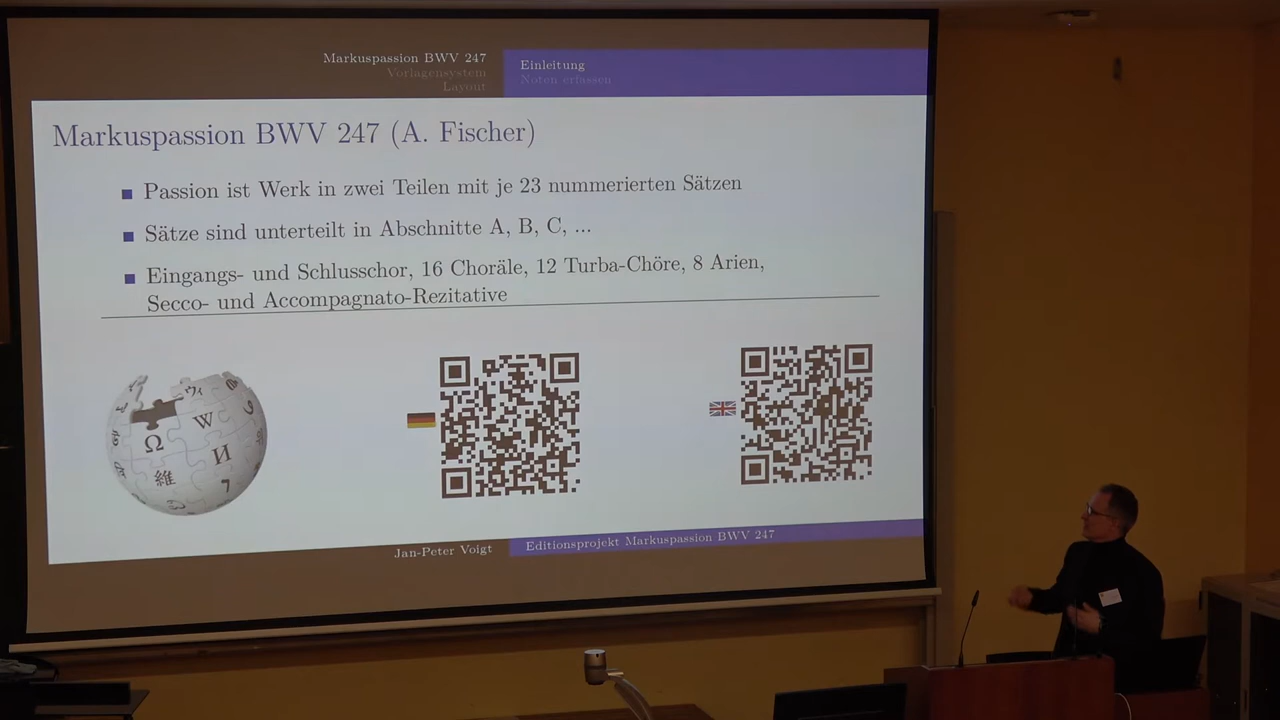 Markuspassion BWV 247
Vorlagensystem
Layout
Einleitung
Noten erfassen
Markuspassion BWV 247 (A. Fischer)
Passion ist Werk in zwei Teilen mit je 23 nummerierten Sätzen
Sätze sind unterteilt in Abschnitte A, B, C, ...
Eingangs- und Schlusschor, 16 Choräle, 12 Turba-Chöre, 8 Arien,
Secco- und Accompagnato-Rezitative
W
Ω
И
維
7
Jan-Peter Voigt
Editionsprojekt Markuspassion BWV 247